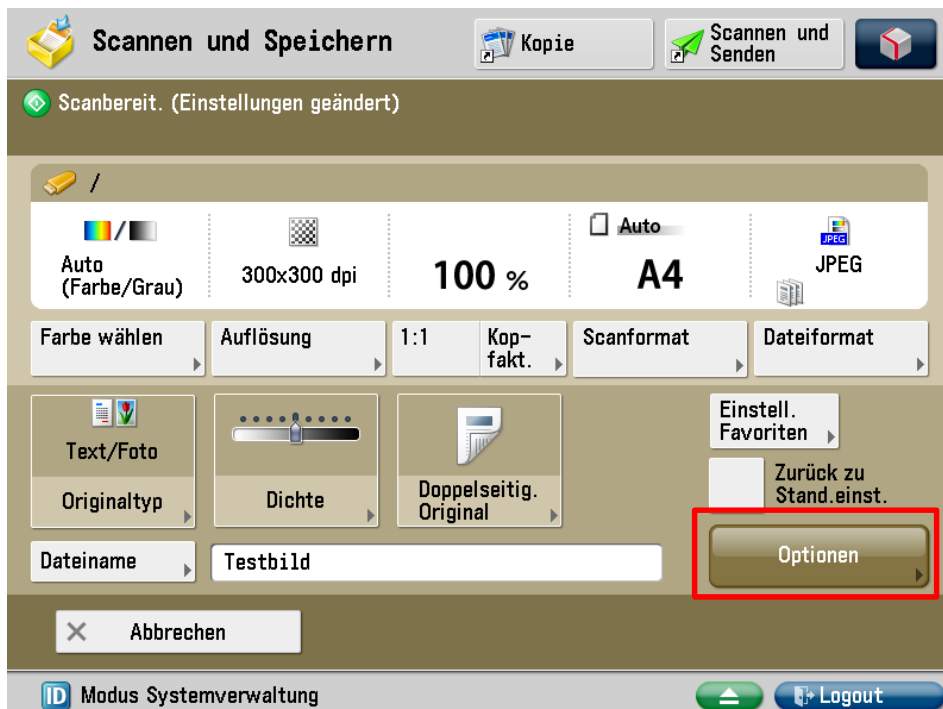 Scannen und Speichern
Kopie
Scannen und
Senden
Scanbereit. (Einstellungen geändert)
/
/
Auto
(Farbe/Grau)
300x300 dpi
100 %
Auto
A4
JPEG
JPEG
Farbe wählen
Auflösung
1:1
Kop-
fakt.
Scanformat
Dateiformat
Text/Foto
Originaltyp
Dichte
Doppelseitig.
Original
Einstell.
Favoriten
Zurück zu
Stand.einst.
Dateiname
Testbild
Optionen
Abbrechen
ID Modus Systemverwaltung
Logout